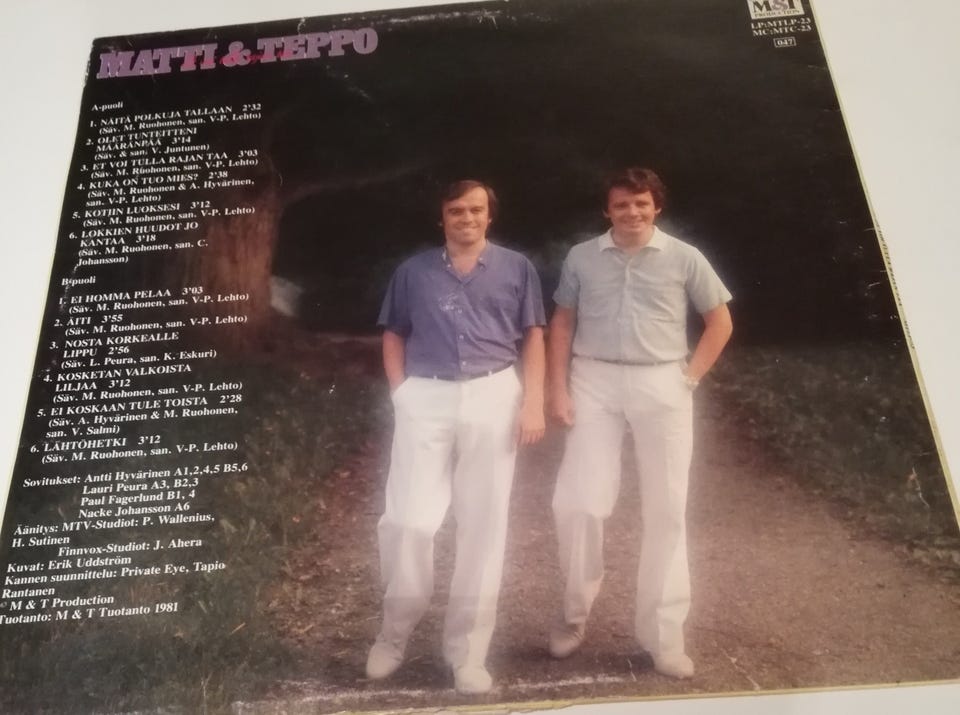 MATTI & TEPPO
M&T
PRODUCTION
LP:MTLP-23
MC:MTC-23
047
A-puoli
1. NÄITÄ POLKUJA TALLAAN 2'32
(Säv. M. Ruohonen, san. V-P. Lehto)
2. OLET TUNTEITTENI
MÄÄRÄNPÄÄ 3'14
(Säv. & san. V. Juntunen)
3. ET VOI TULLA RAJAN TAA 3'03
(Säv. M. Ruohonen, san. V-P. Lehto)
4. KUKA ON TUO MIES? 2'38
(Säv. M. Ruohonen & A. Hyvärinen,
san. V-P. Lehto)
5. KOTIIN LUOKSESI 3'12
(Säv. M. Ruohonen, san. V-P. Lehto)
6. LOKKIEN HUUDOT JO
KANTAA 3'18
(Säv. M. Ruohonen, san. C.
Johansson)
B-puoli
1. EI HOMMA PELAA 3'03
(Säv. M. Ruohonen, san. V-P. Lehto)
2. ÄITI 3'55
(Säv. M. Ruohonen, san. V-P. Lehto)
3. NOSTA KORKEALLE
LIPPU 2'56
(Säv. L. Peura, san. K. Eskuri)
4. KOSKETAN VALKOISTA
LILJAA 3'12
(Säv. M. Ruohonen, san. V-P. Lehto)
5. EI KOSKAAN TULE TOISTA 2'28
(Säv. A. Hyvärinen & M. Ruohonen,
san. V. Salmi)
6. LÄHTÖHETKI 3'12
(Säv. M. Ruohonen, san. V-P. Lehto)
Sovitukset: Antti Hyvärinen A1,2,4,5 B5,6
Lauri Peura A3, B2,3
Paul Fagerlund B1, 4
Nacke Johansson A6
Äänitys: MTV-Studiot: P. Wallenius,
H. Sutinen
Finnvox-Studiot: J. Ahera
Kuvat: Erik Uddström
Kannen suunnittelu: Private Eye, Tapio
Rantanen
© M & T Production
Tuotanto: M & T Tuotanto 1981